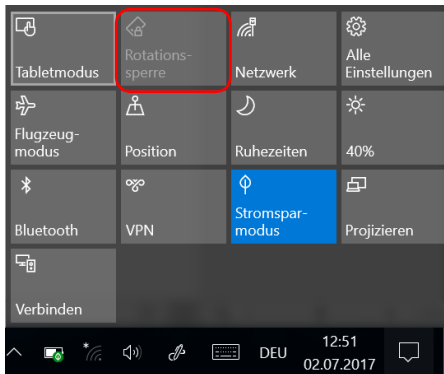 Tabletmodus
Rotations-
sperre
Netzwerk
Alle
Einstellungen
Flugzeug-
modus
Position
Ruhezeiten
40%
Bluetooth
VPN
Stromspar-
modus
Projizieren
Verbinden
DEU
12:51
02.07.2017